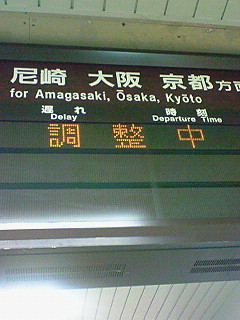 尼崎 大阪 京都 方面
for Amagasaki, Ōsaka, Kyōto
遅れ 時刻
Delay Departure Time
調整中